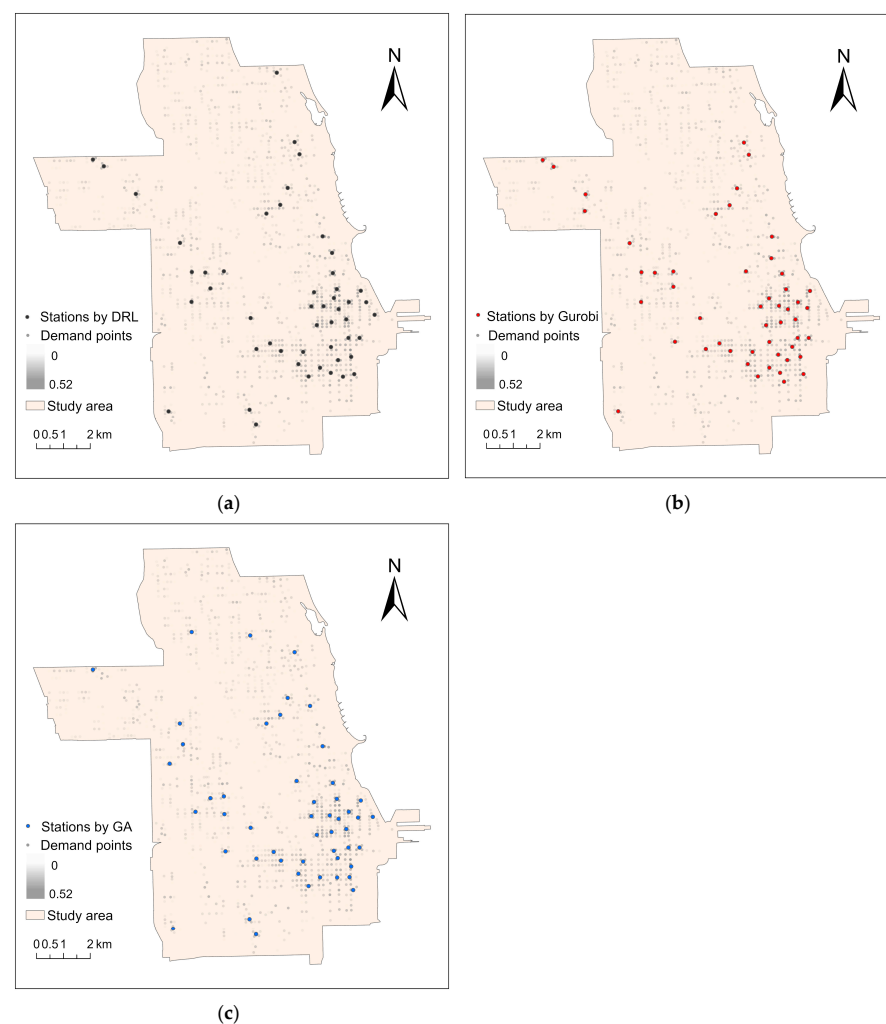 N
Stations by DRL
Demand points
0
0.52
Study area
0 0.5 1 2 km
(a)
N
Stations by Gurobi
Demand points
0
0.52
Study area
0 0.5 1 2 km
(b)
N
Stations by GA
Demand points
0
0.52
Study area
0 0.5 1 2 km
(c)